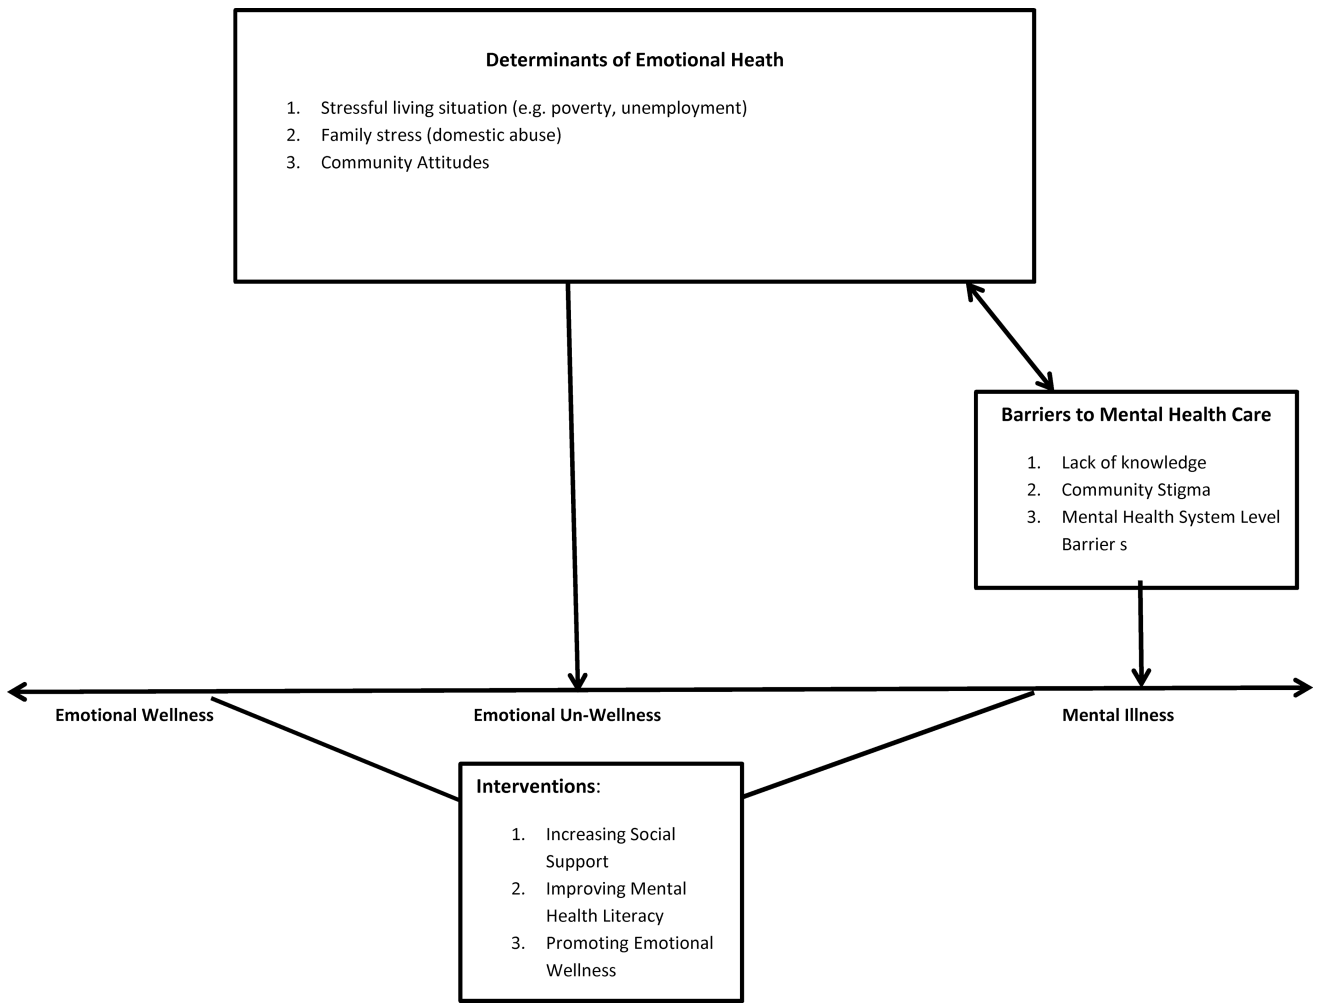 Determinants of Emotional Heath
1. Stressful living situation (e.g. poverty, unemployment)
2. Family stress (domestic abuse)
3. Community Attitudes
Barriers to Mental Health Care
1. Lack of knowledge
2. Community Stigma
3. Mental Health System Level
Barrier s
Emotional Wellness
Emotional Un-Wellness
Mental Illness
Interventions:
1. Increasing Social
Support
2. Improving Mental
Health Literacy
3. Promoting Emotional
Wellness